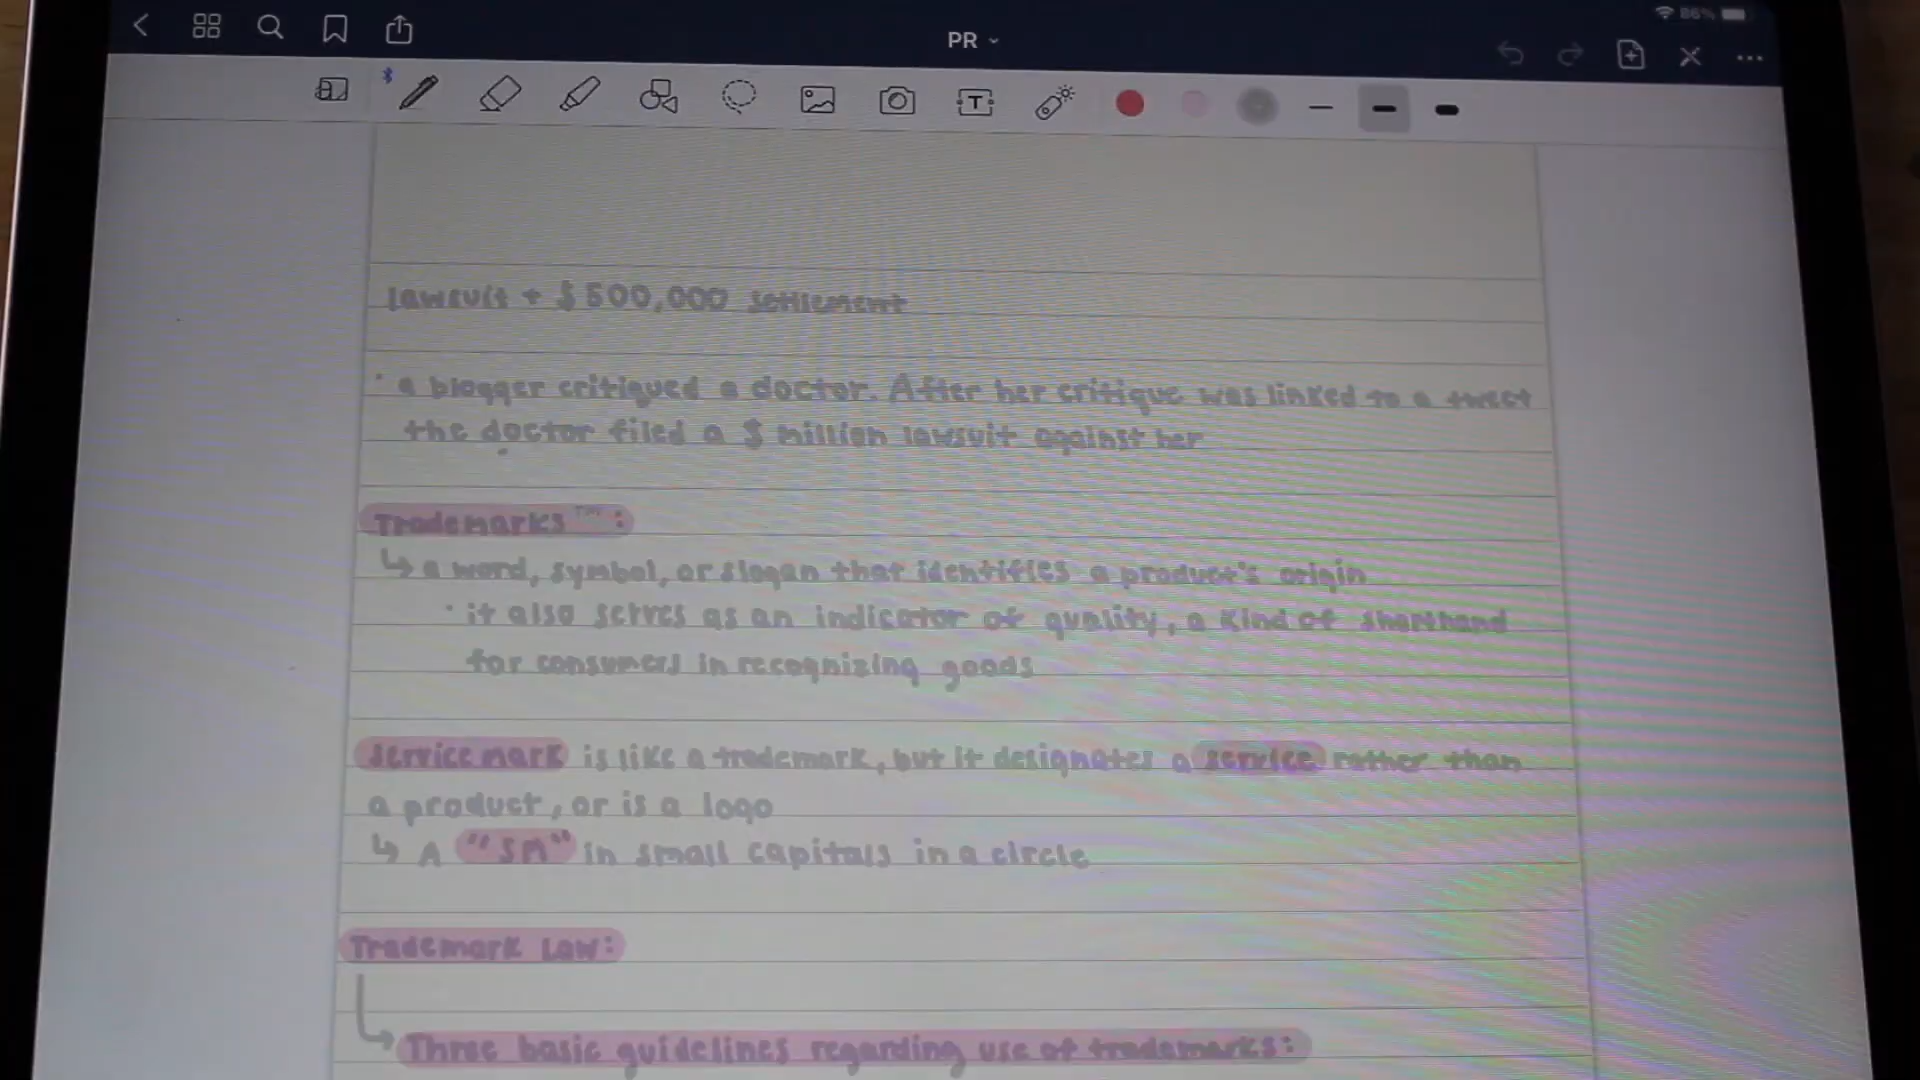 86%
PR
T
lawsuit + $500,000 settlement
· a blogger critiqued a doctor. After her critique was linked to a tweet
the doctor filed a $ million lawsuit against her
Trademarks™:
↳ a word, symbol, or slogan that identifies a product's origin
· it also serves as an indicator of quality, a kind of shorthand
for consumers in recognizing goods
Service mark is like a trademark, but it designates a service rather than
a product, or is a logo
↳ A "SM" in small capitals in a circle
Trademark Law:
↳ Three basic guidelines regarding use of trademarks: